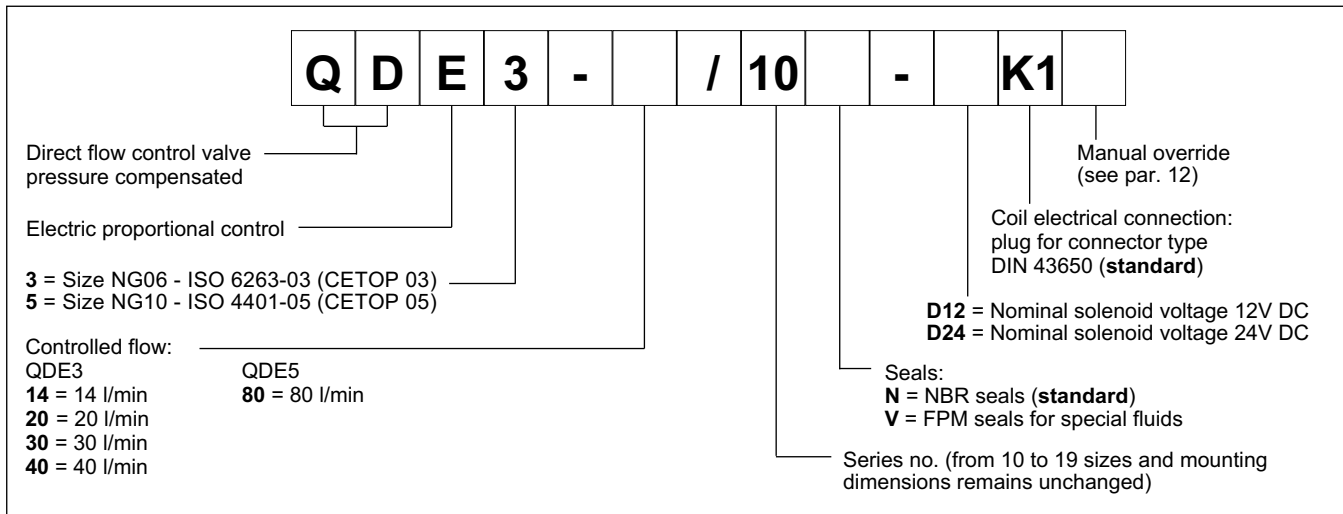 Q D E 3 - / 10 - K1
Direct flow control valve
pressure compensated
Electric proportional control
3 = Size NG06 - ISO 6263-03 (CETOP 03)
5 = Size NG10 - ISO 4401-05 (CETOP 05)
Controlled flow:
QDE3 QDE5
14 = 14 l/min 80 = 80 l/min
20 = 20 l/min
30 = 30 l/min
40 = 40 l/min
Manual override
(see par. 12)
Coil electrical connection:
plug for connector type
DIN 43650 (standard)
D12 = Nominal solenoid voltage 12V DC
D24 = Nominal solenoid voltage 24V DC
Seals:
N = NBR seals (standard)
V = FPM seals for special fluids
Series no. (from 10 to 19 sizes and mounting
dimensions remains unchanged)